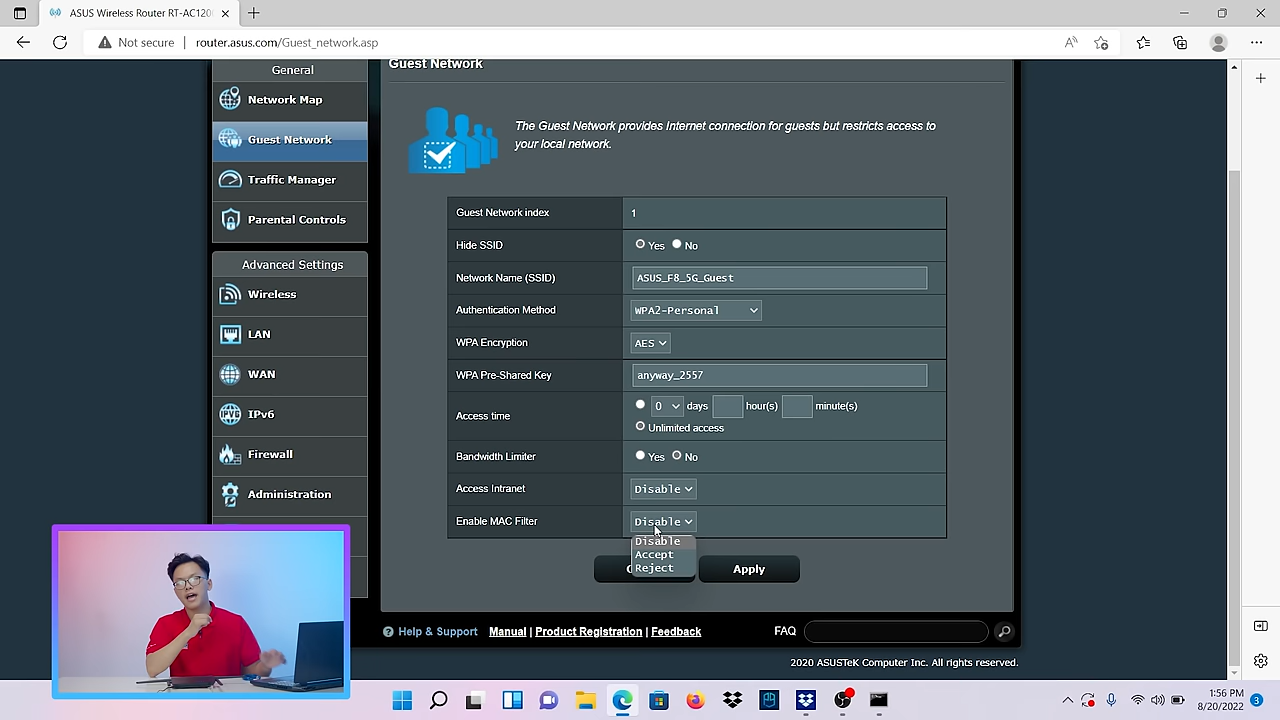 ASUS Wireless Router RT-AC120
Not secure
router.asus.com/Guest_network.asp
General
Network Map
Guest Network
Traffic Manager
Parental Controls
Advanced Settings
Wireless
LAN
WAN
IPv6
Firewall
Administration
Guest Network
The Guest Network provides Internet connection for guests but restricts access to
your local network.
Guest Network index 1
Hide SSID Yes No
Network Name (SSID) ASUS_F8_5G_Guest
Authentication Method WPA2-Personal
WPA Encryption AES
WPA Pre-Shared Key anyway_2557
Access time 0 days hour(s) minute(s)
Unlimited access
Bandwidth Limiter Yes No
Access Intranet Disable
Enable MAC Filter Disable
Disable
Accept
Reject
Apply
Help & Support Manual | Product Registration | Feedback FAQ
2020 ASUSTeK Computer Inc. All rights reserved.
1:56 PM
8/20/2022
3